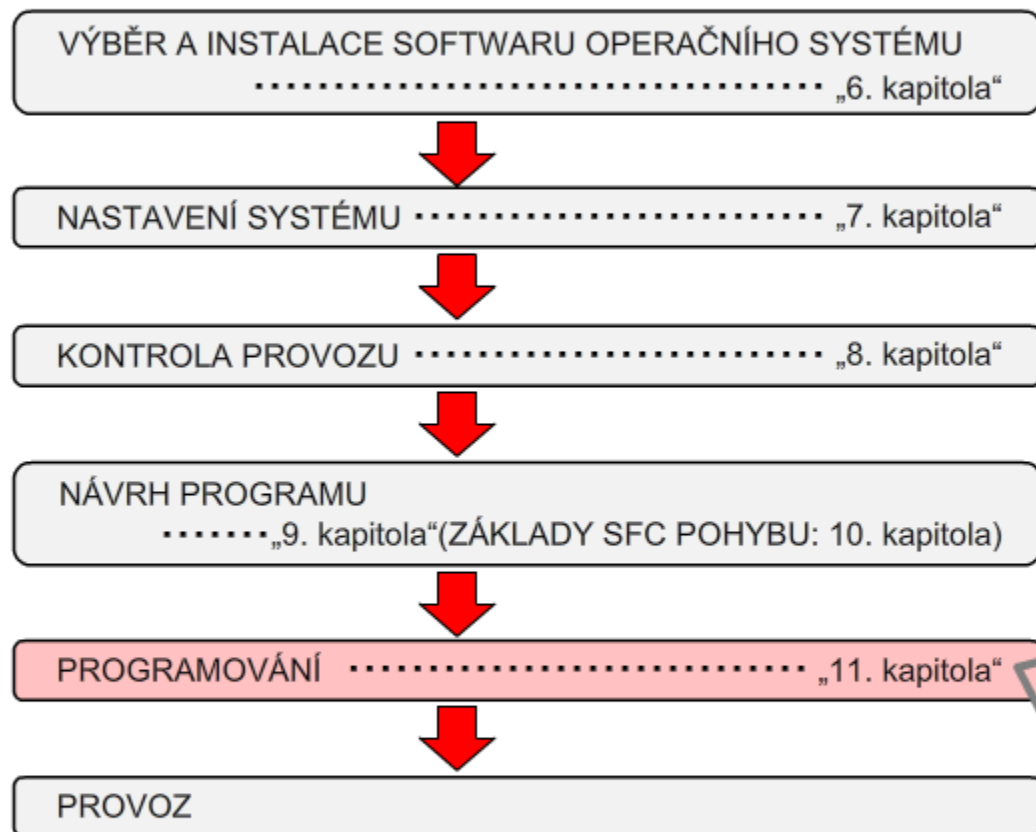 VÝBĚR A INSTALACE SOFTWARU OPERAČNÍHO SYSTÉMU
„6. kapitola“
NASTAVENÍ SYSTÉMU „7. kapitola“
KONTROLA PROVOZU „8. kapitola“
NÁVRH PROGRAMU
„9. kapitola“(ZÁKLADY SFC POHYBU: 10. kapitola)
PROGRAMOVÁNÍ „11. kapitola“
PROVOZ